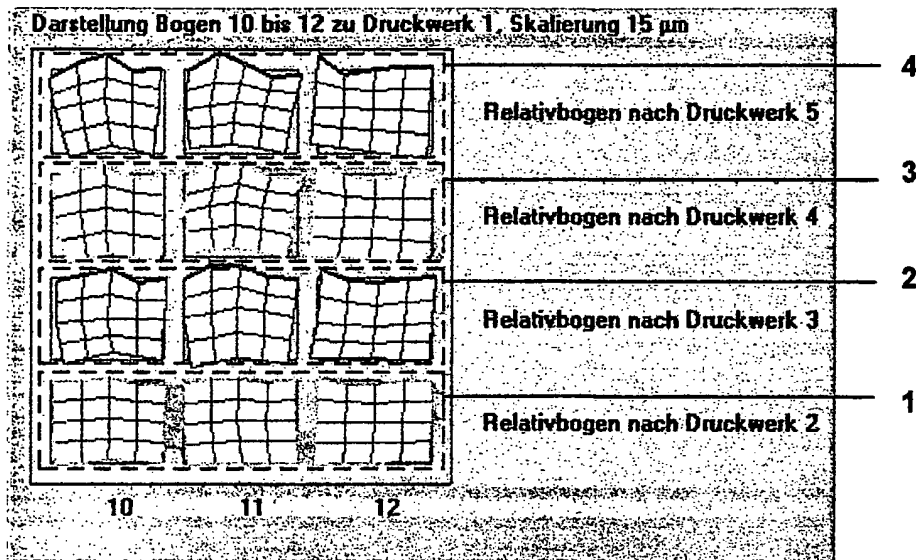 Darstellung Bogen 10 bis 12 zu Druckwerk 1, Skalierung 15 µm
4
Relativbogen nach Druckwerk 5
3
Relativbogen nach Druckwerk 4
2
Relativbogen nach Druckwerk 3
1
Relativbogen nach Druckwerk 2
10 11 12